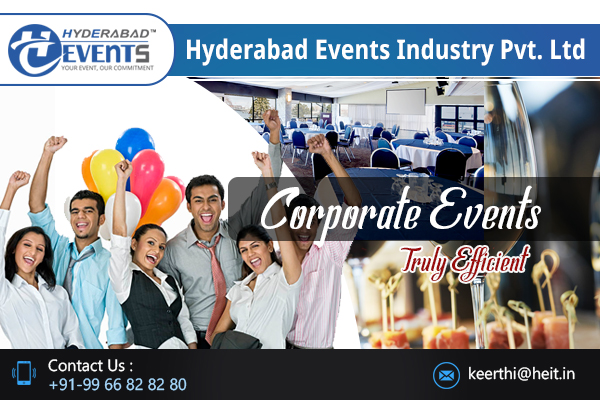 HYDERABAD™
EVENTS
YOUR EVENT, OUR COMMITMENT
Hyderabad Events Industry Pvt. Ltd
Corporate Events
Truly Efficient
Contact Us :
+91-99 66 82 82 80
keerthi@heit.in